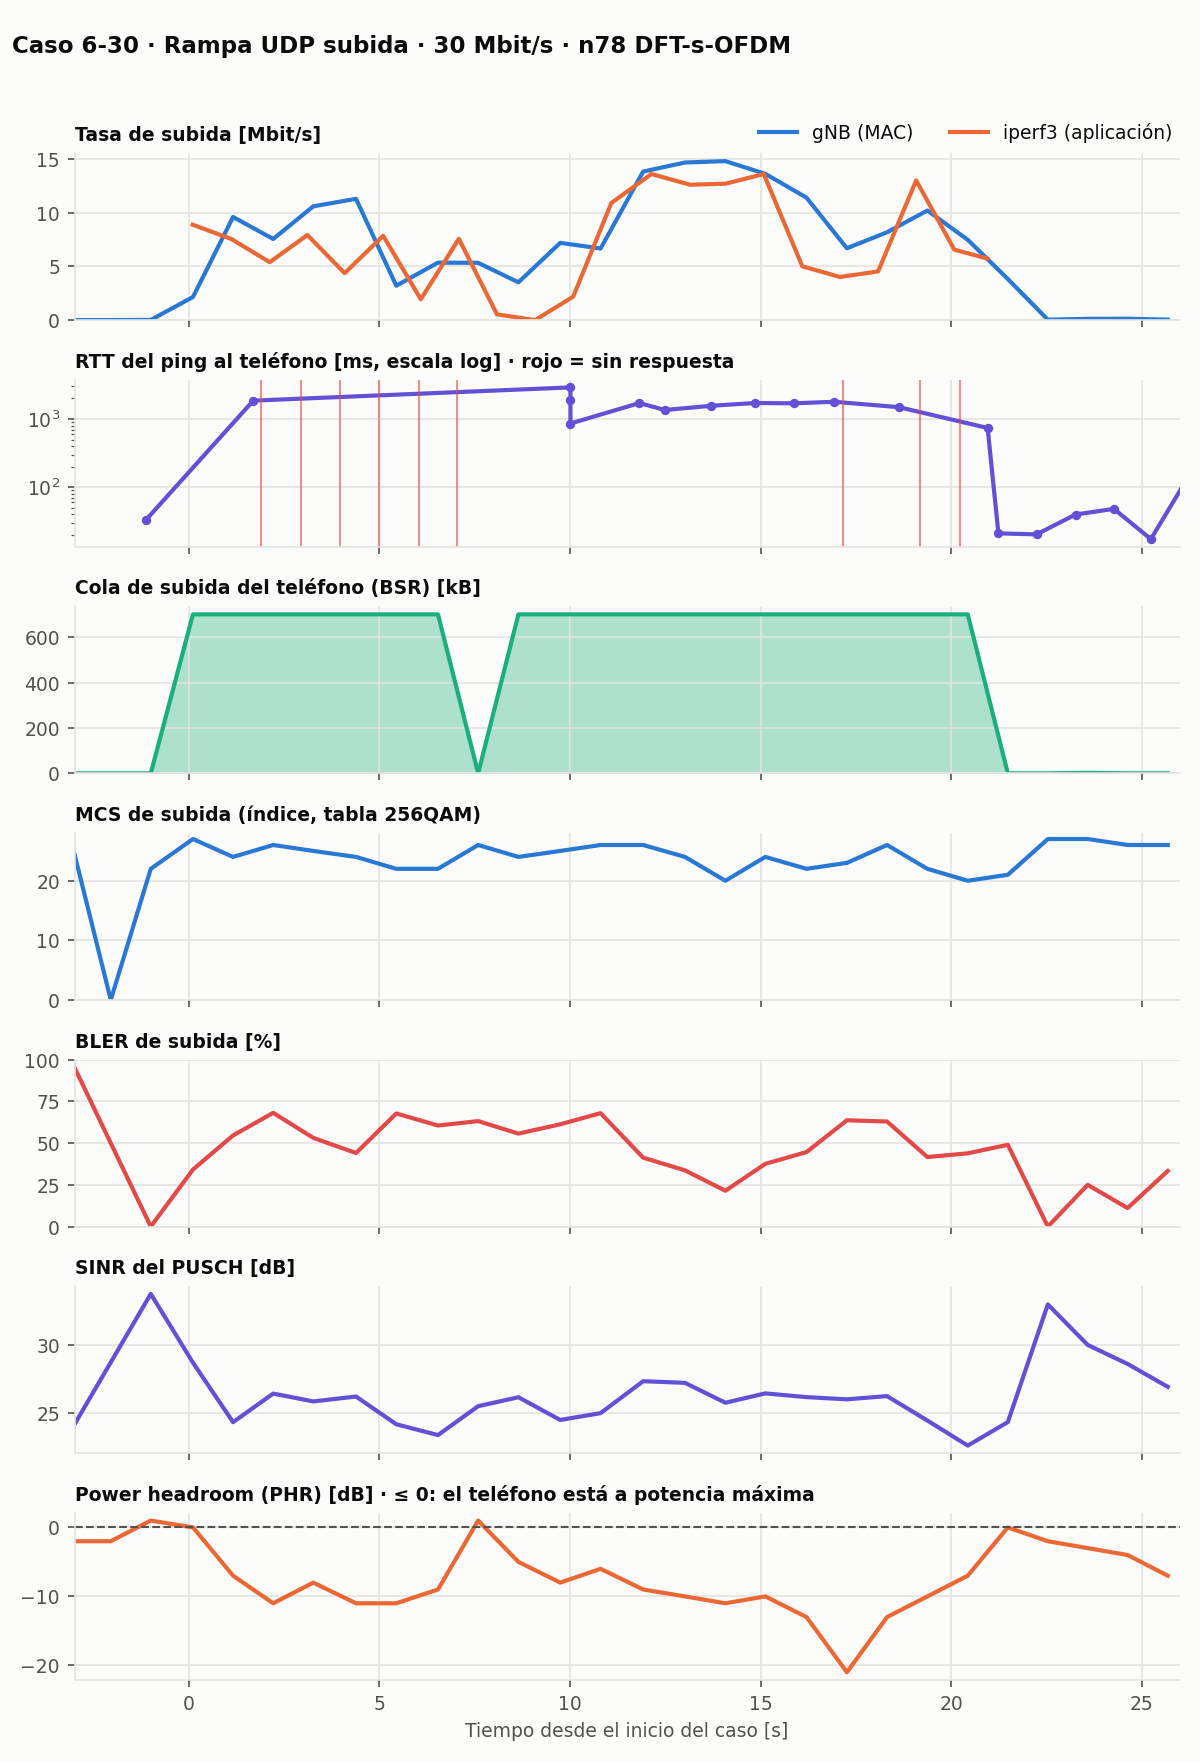 Caso 6-30 · Rampa UDP subida · 30 Mbit/s · n78 DFT-s-OFDM
Tasa de subida [Mbit/s]
gNB (MAC)
iperf3 (aplicación)
15
10
5
0
RTT del ping al teléfono [ms, escala log] · rojo = sin respuesta
10³
10²
Cola de subida del teléfono (BSR) [kB]
600
400
200
0
MCS de subida (índice, tabla 256QAM)
20
10
0
BLER de subida [%]
100
75
50
25
0
SINR del PUSCH [dB]
30
25
Power headroom (PHR) [dB] · ≤ 0: el teléfono está a potencia máxima
0
−10
−20
0 5 10 15 20 25
Tiempo desde el inicio del caso [s]